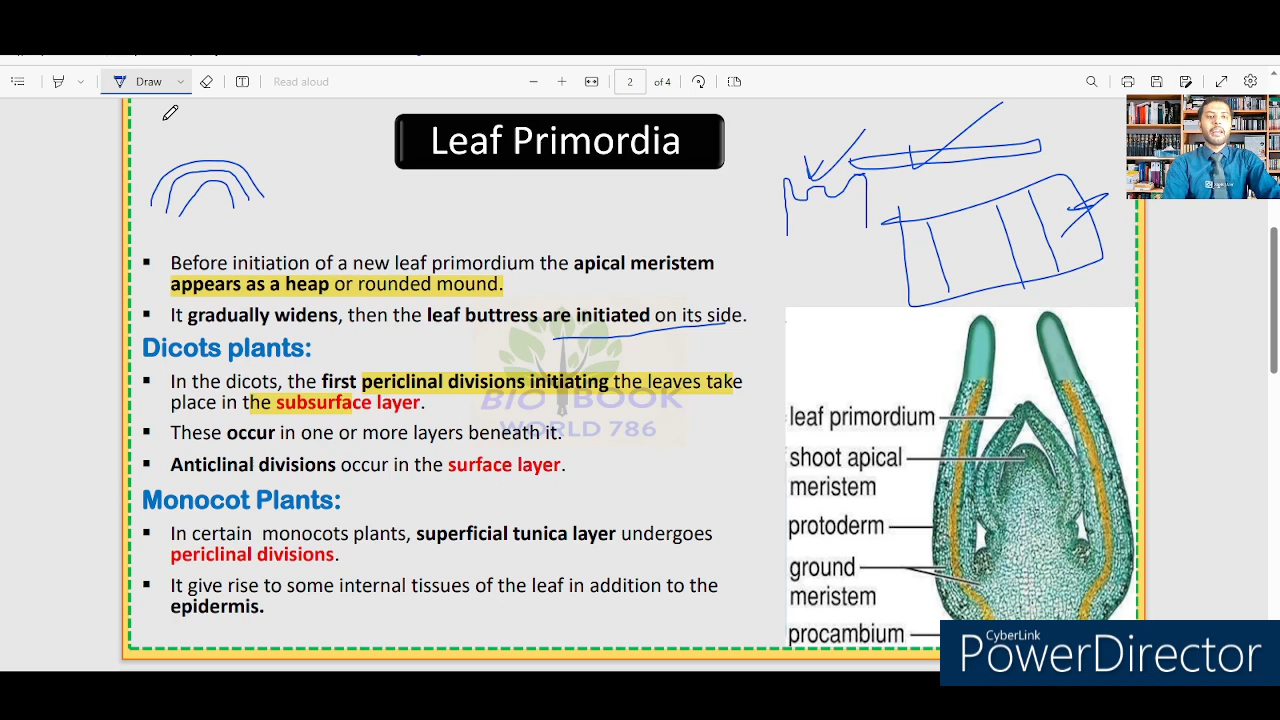 Draw
Read aloud
2 of 4
Leaf Primordia
Before initiation of a new leaf primordium the apical meristem
appears as a heap or rounded mound.
It gradually widens, then the leaf buttress are initiated on its side.
Dicots plants:
In the dicots, the first periclinal divisions initiating the leaves take
place in the subsurface layer.
These occur in one or more layers beneath it.
Anticlinal divisions occur in the surface layer.
Monocot Plants:
In certain monocots plants, superficial tunica layer undergoes
periclinal divisions.
It give rise to some internal tissues of the leaf in addition to the
epidermis.
BIO BOOK
WORLD 786
leaf primordium
shoot apical
meristem
protoderm
ground
meristem
procambium
CyberLink
PowerDirector